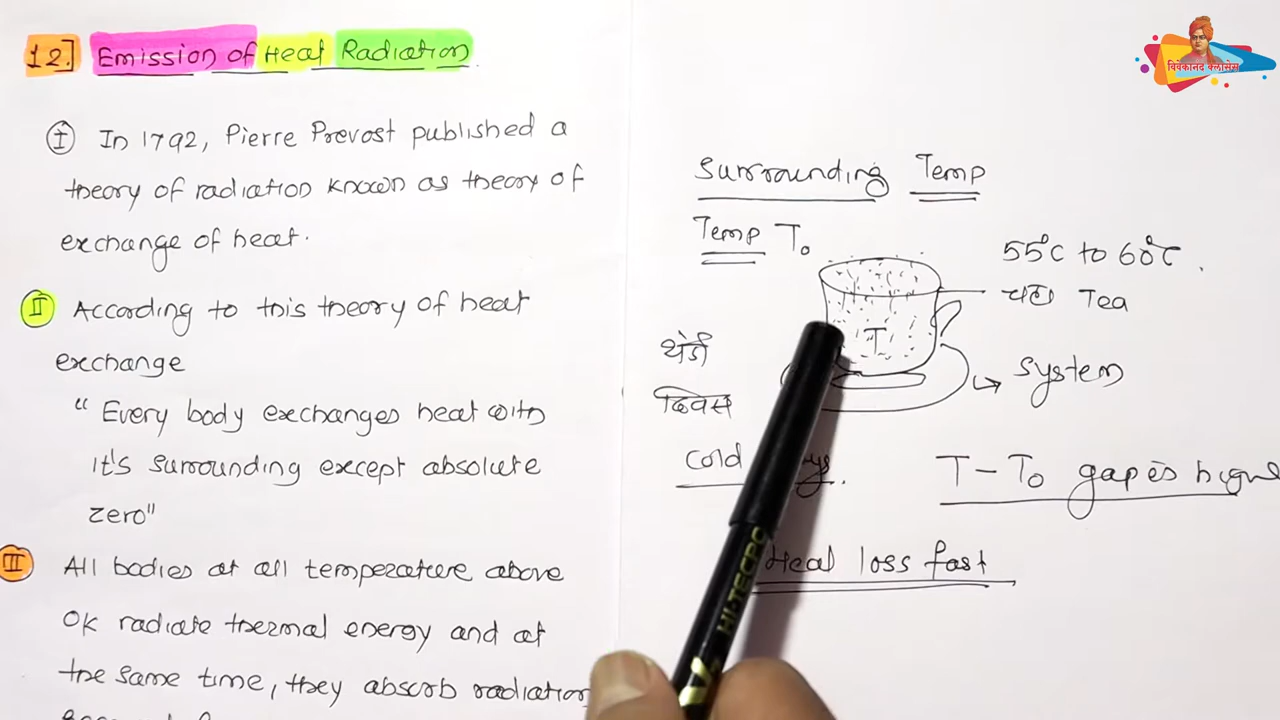 12.] Emission of Heat Radiation
I In 1792, Pierre Prevost published a
theory of radiation known as theory of
exchange of heat.
II According to this theory of heat
exchange
" Every body exchanges heat with
it's surrounding except absolute
zero"
III All bodies at all temperature above
0K radiate thermal energy and at
the same time, they absorb radiation
विवेकानंद क्लासेस
Surrounding Temp
Temp T₀
55°C to 60°C.
चहा Tea
T
थंडी
दिवस
System
Cold
T - T₀ gap is
Heat loss fast
HI-TECPO
V